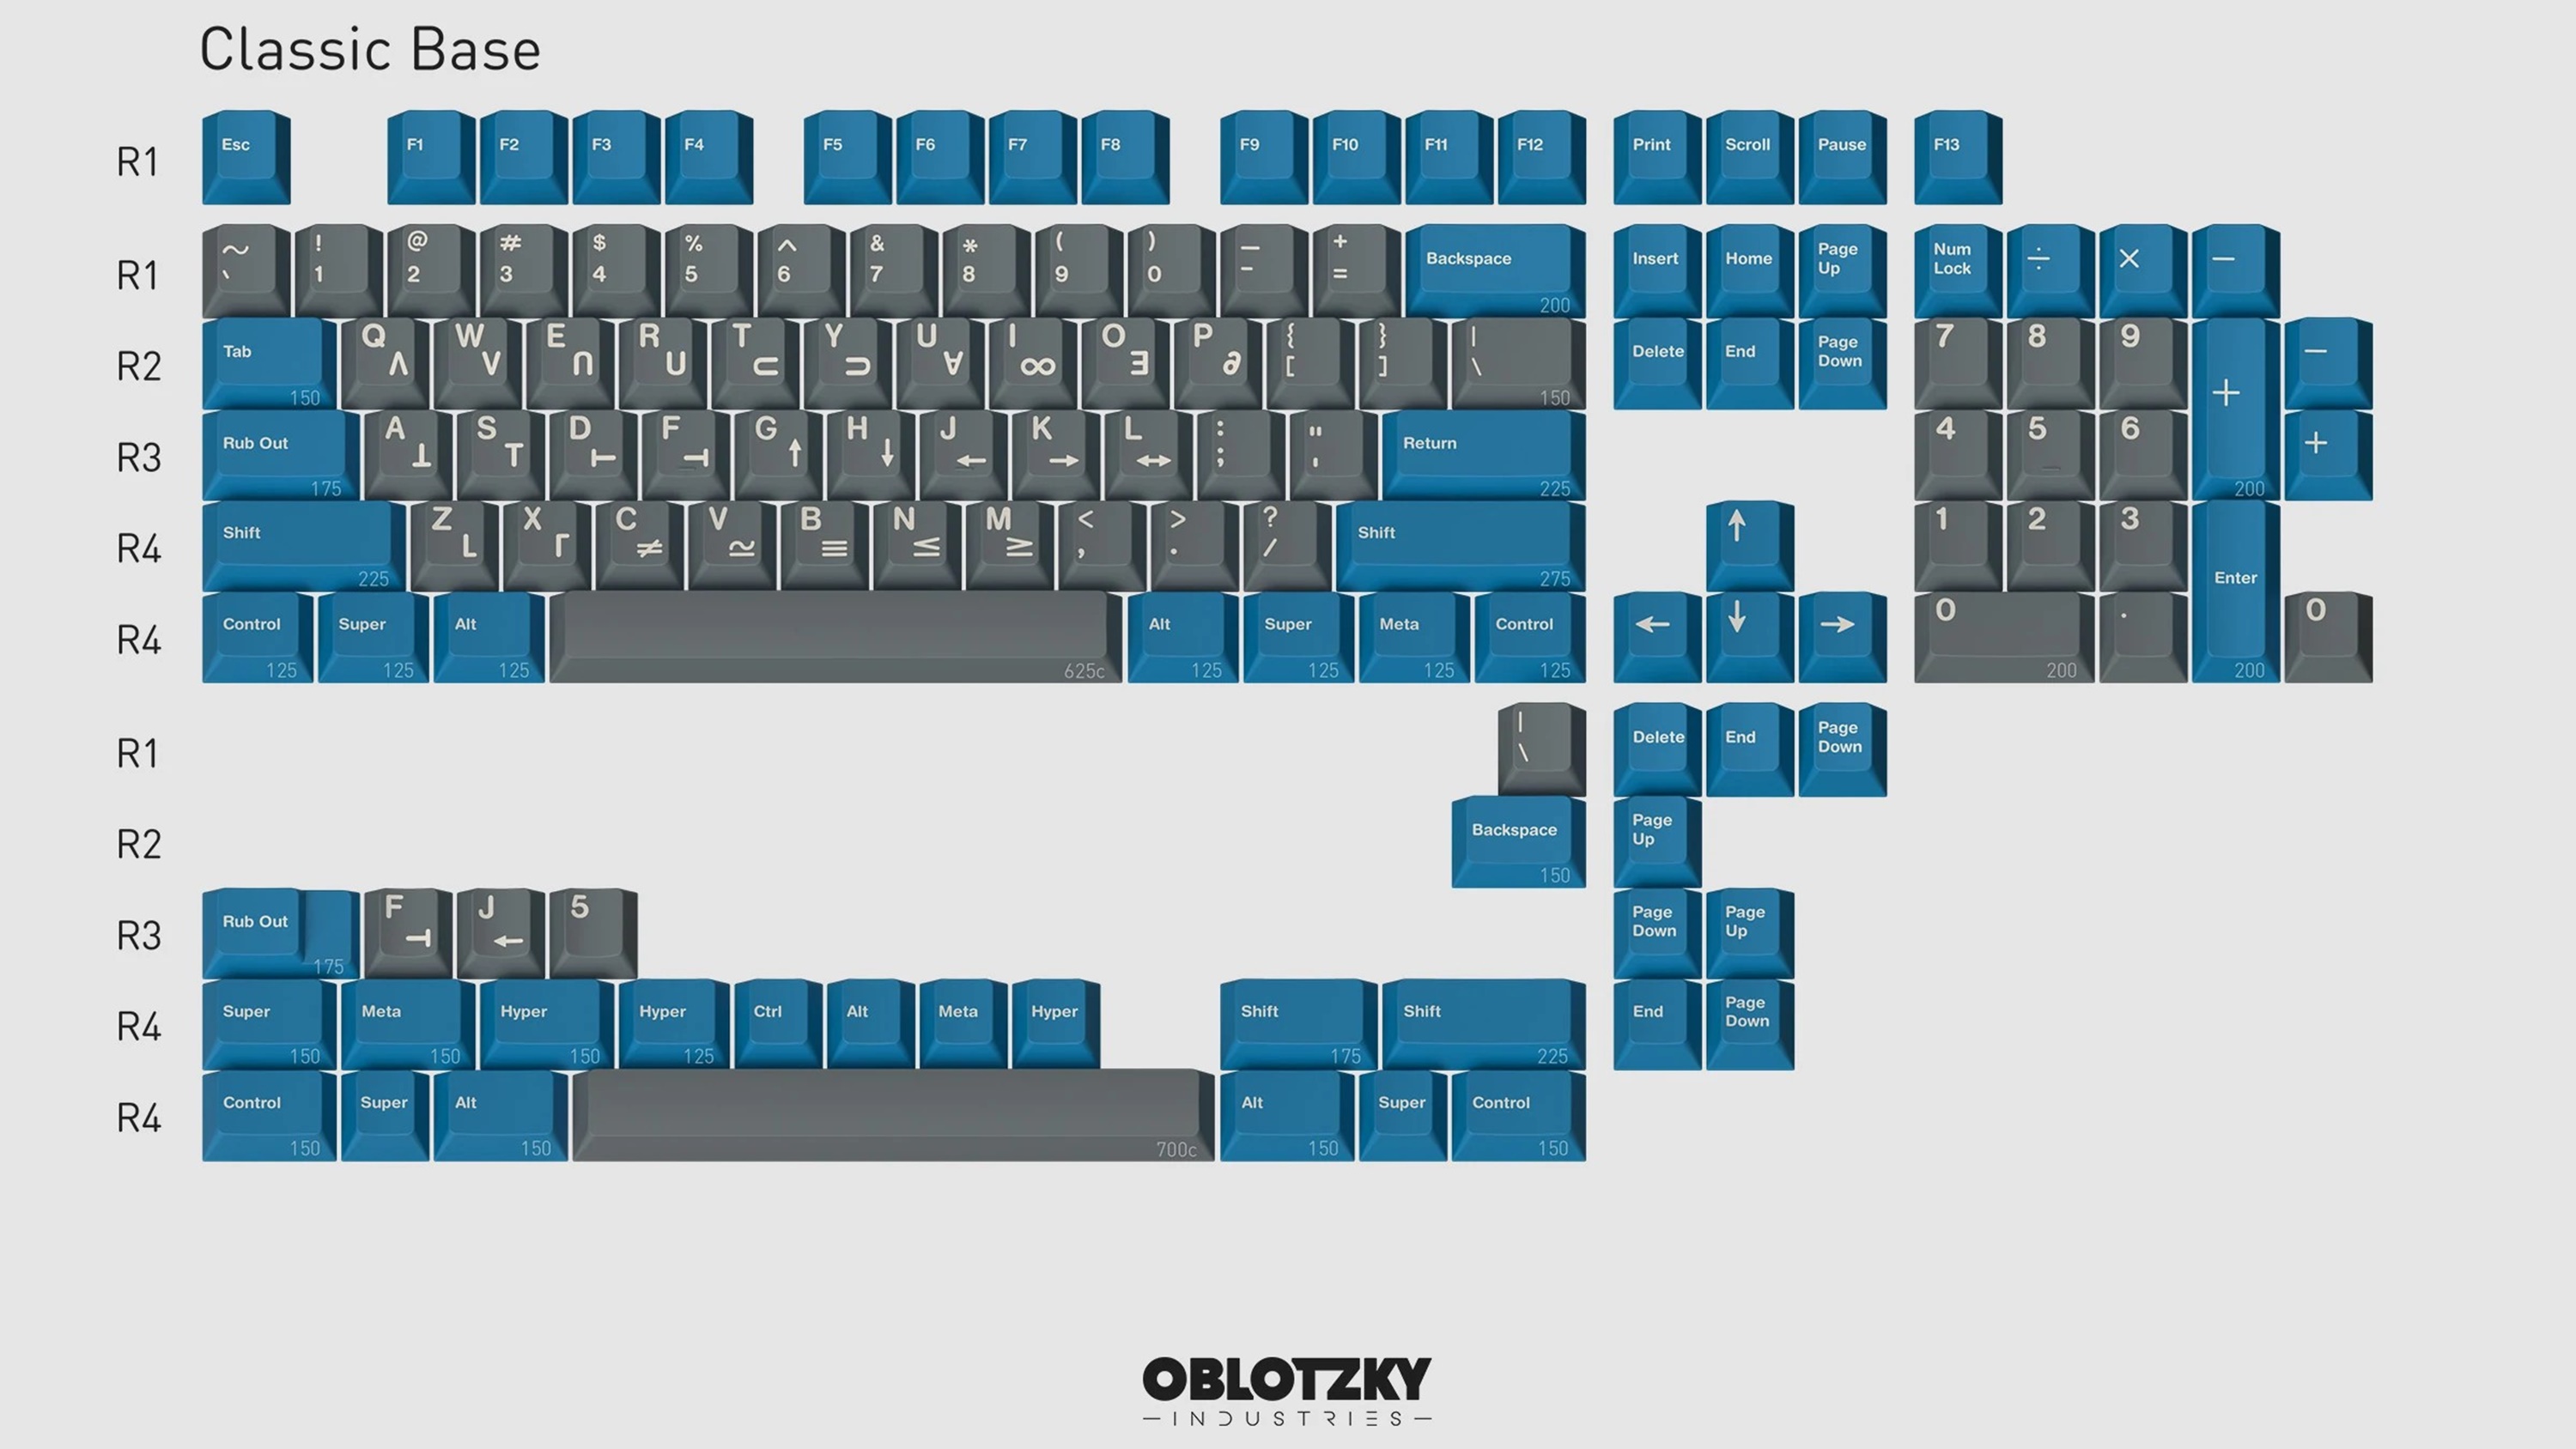 Classic Base
R1 Esc F1 F2 F3 F4 F5 F6 F7 F8 F9 F10 F11 F12 Print Scroll Pause F13
~ ! @ # $ % ^ & * ( ) _ +
R1 ` 1 2 3 4 5 6 7 8 9 0 - = Backspace Insert Home Page Up Num Lock ÷ × −
200
Q W E R T Y U I O P { } |
R2 Tab ∧ ∨ ∩ ∪ ⊂ ⊃ ∀ ∞ ∃ ∂ [ ] \ Delete End Page Down 7 8 9 + −
150 150
A S D F G H J K L : "
R3 Rub Out ⊥ ⊤ ⊢ ⊣ ↑ ↓ ← → ↔ ; ' Return 4 5 6 +
175 225 200
Z X C V B N M < > ?
R4 Shift L Γ ≠ ≃ ≡ ≤ ≥ , . / Shift ↑ 1 2 3 Enter
225 275
R4 Control Super Alt Alt Super Meta Control ← ↓ → 0 . 0
125 125 125 625c 125 125 125 125 200 200
|
R1 \ Delete End Page Down
R2 Backspace Page Up
150
F J 5
R3 Rub Out ⊣ ← Page Down Page Up
175
R4 Super Meta Hyper Hyper Ctrl Alt Meta Hyper Shift Shift End Page Down
150 150 150 125 175 225
R4 Control Super Alt Alt Super Control
150 150 700c 150 150
OBLOTZKY
INDUSTRIES